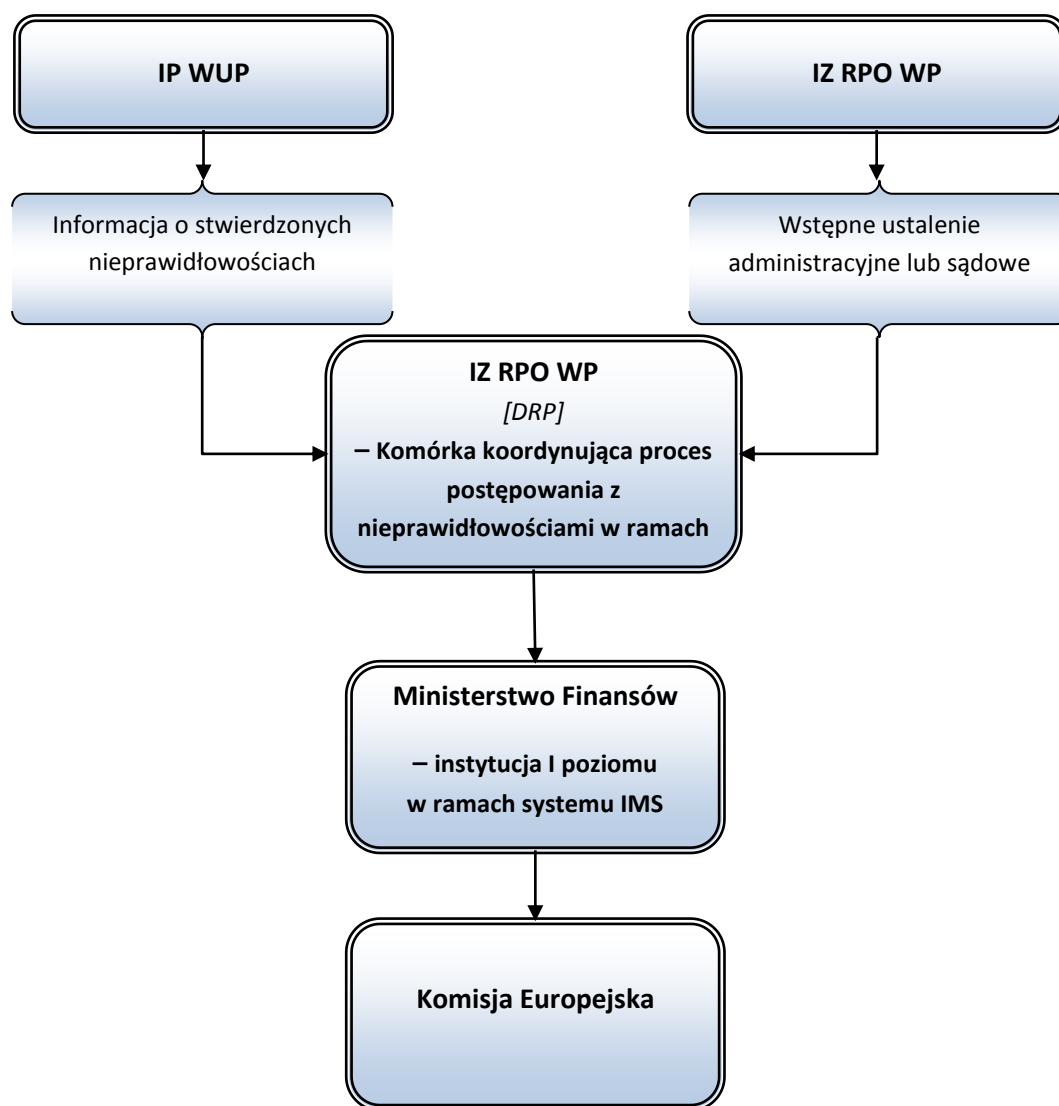 IP WUP
IZ RPO WP
Informacja o stwierdzonych
nieprawidłowościach
Wstępne ustalenie
administracyjne lub sądowe
IZ RPO WP
[DRP]
– Komórka koordynująca proces
postępowania z
nieprawidłowościami w ramach
Ministerstwo Finansów
– instytucja I poziomu
w ramach systemu IMS
Komisja Europejska